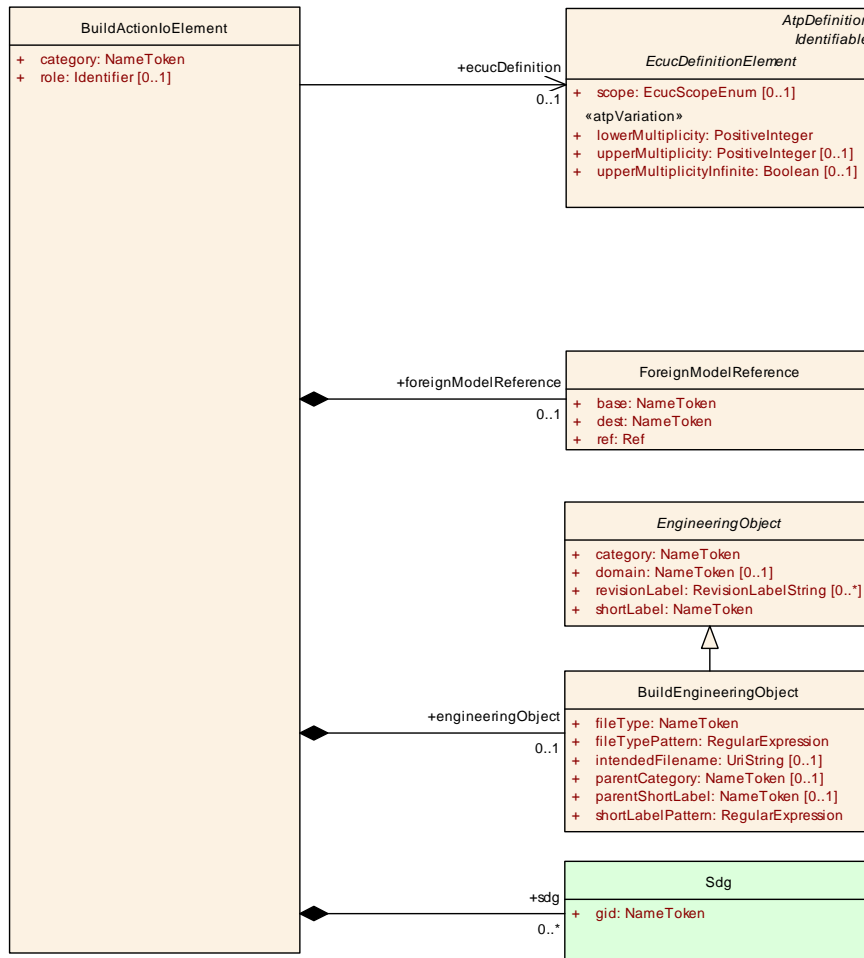 BuildActionIoElement
+ category: NameToken
+ role: Identifier [0..1]
+ecucDefinition
0..1
AtpDefinition
Identifiable
EcucDefinitionElement
+ scope: EcucScopeEnum [0..1]
«atpVariation»
+ lowerMultiplicity: PositiveInteger
+ upperMultiplicity: PositiveInteger [0..1]
+ upperMultiplicityInfinite: Boolean [0..1]
+foreignModelReference
0..1
ForeignModelReference
+ base: NameToken
+ dest: NameToken
+ ref: Ref
EngineeringObject
+ category: NameToken
+ domain: NameToken [0..1]
+ revisionLabel: RevisionLabelString [0..*]
+ shortLabel: NameToken
+engineeringObject
0..1
BuildEngineeringObject
+ fileType: NameToken
+ fileTypePattern: RegularExpression
+ intendedFilename: UriString [0..1]
+ parentCategory: NameToken [0..1]
+ parentShortLabel: NameToken [0..1]
+ shortLabelPattern: RegularExpression
+sdg
0..*
Sdg
+ gid: NameToken